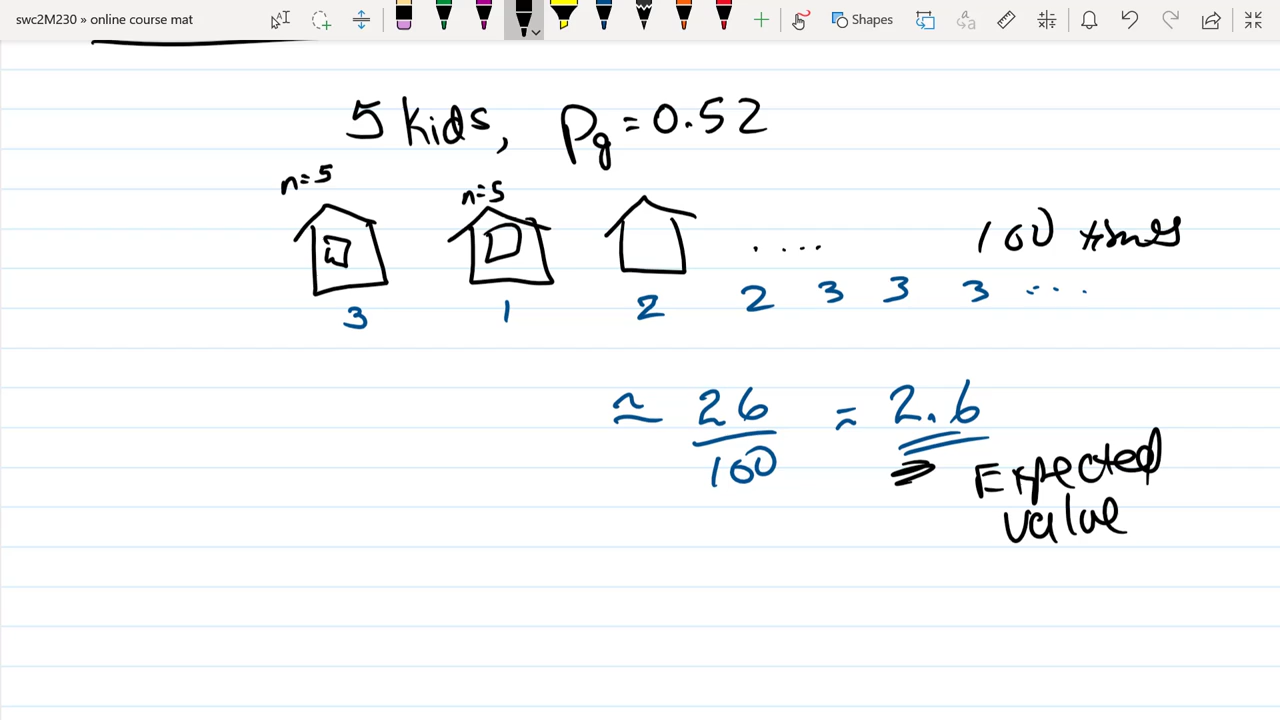 swc2M230 » online course mat
Shapes
5 kids, Pg = 0.52
n=5 n=5
.... 100 times
3 1 2 2 3 3 3 ....
≃ 26/100 = 2.6
Expected
value